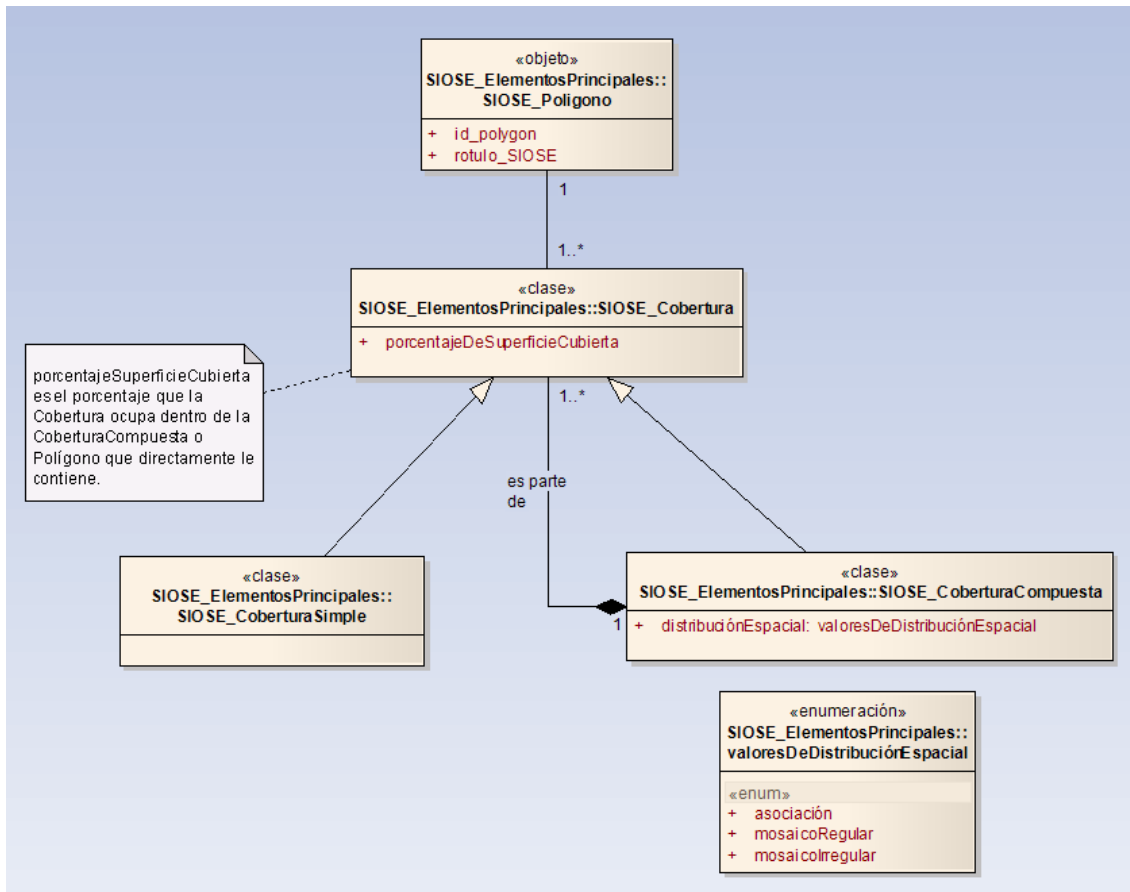 «objeto»
SIOSE_ElementosPrincipales::
SIOSE_Poligono
+ id_polygon
+ rotulo_SIOSE
1
1..*
«clase»
SIOSE_ElementosPrincipales::SIOSE_Cobertura
+ porcentajeDeSuperficieCubierta
porcentajeSuperficieCubierta
es el porcentaje que la
Cobertura ocupa dentro de la
CoberturaCompuesta o
Polígono que directamente le
contiene.
1..*
es parte
de
«clase»
SIOSE_ElementosPrincipales::
SIOSE_CoberturaSimple
«clase»
SIOSE_ElementosPrincipales::SIOSE_CoberturaCompuesta
1
+ distribuciónEspacial: valoresDeDistribuciónEspacial
«enumeración»
SIOSE_ElementosPrincipales::
valoresDeDistribuciónEspacial
«enum»
+ asociación
+ mosaicoRegular
+ mosaicoIrregular